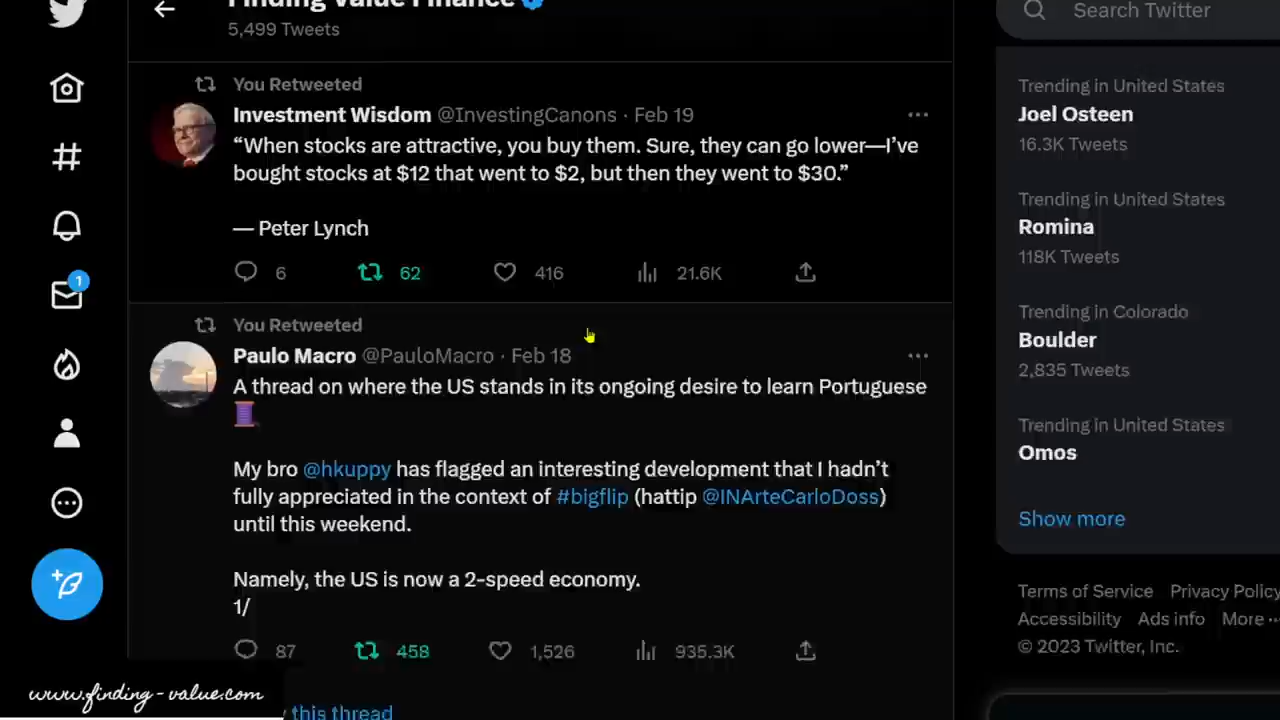 Finding Value Finance
5,499 Tweets
You Retweeted
Investment Wisdom @InvestingCanons · Feb 19
“When stocks are attractive, you buy them. Sure, they can go lower—I’ve
bought stocks at $12 that went to $2, but then they went to $30.”
— Peter Lynch
6 62 416 21.6K
You Retweeted
Paulo Macro @PauloMacro · Feb 18
A thread on where the US stands in its ongoing desire to learn Portuguese
My bro @hkuppy has flagged an interesting development that I hadn’t
fully appreciated in the context of #bigflip (hattip @INArteCarloDoss)
until this weekend.
Namely, the US is now a 2-speed economy.
1/
87 458 1,526 935.3K
this thread
1
www.finding-value.com
Search Twitter
Trending in United States
Joel Osteen
16.3K Tweets
Trending in United States
Romina
118K Tweets
Trending in Colorado
Boulder
2,835 Tweets
Trending in United States
Omos
Show more
Terms of Service Privacy Policy
Accessibility Ads info More
© 2023 Twitter, Inc.